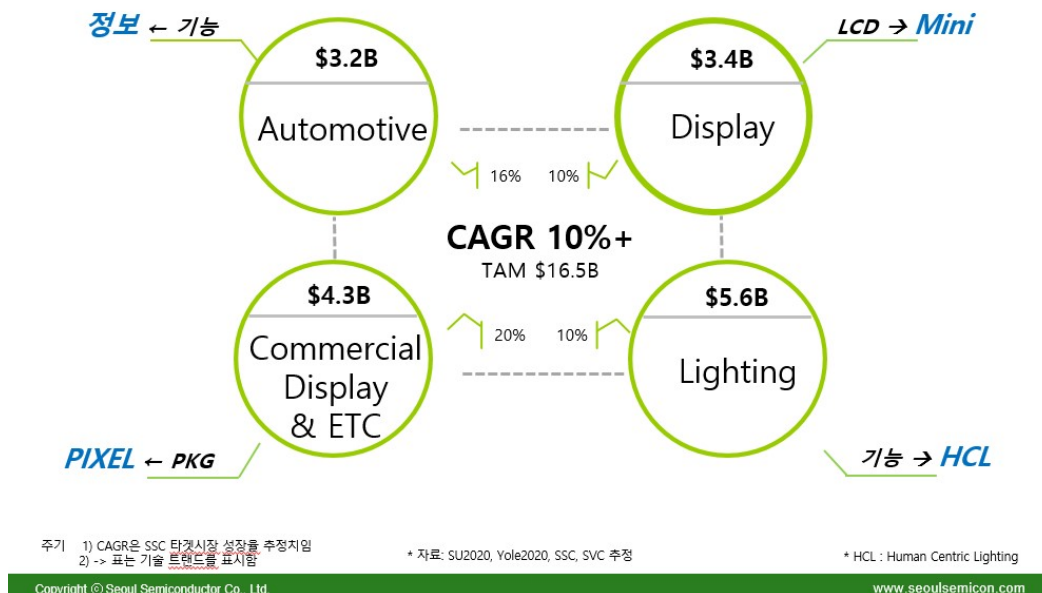 정보 ← 기능
LCD → Mini
$3.2B
Automotive
$3.4B
Display
16%
10%
CAGR 10%+
TAM $16.5B
$4.3B
Commercial
Display
& ETC
$5.6B
Lighting
20%
10%
PIXEL ← PKG
기능 → HCL
주기 1) CAGR은 SSC 타겟시장 성장율 추정치임
2) -> 표는 기술 트랜드를 표시함
* 자료: SU2020, Yole2020, SSC, SVC 추정
* HCL : Human Centric Lighting
Copyright ⓒ Seoul Semiconductor Co., Ltd.
www.seoulsemicon.com